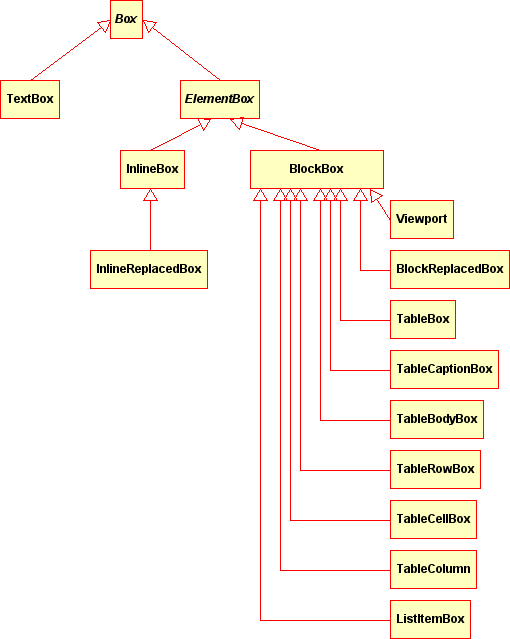 Box
TextBox
ElementBox
InlineBox
BlockBox
Viewport
InlineReplacedBox
BlockReplacedBox
TableBox
TableCaptionBox
TableBodyBox
TableRowBox
TableCellBox
TableColumn
ListItemBox